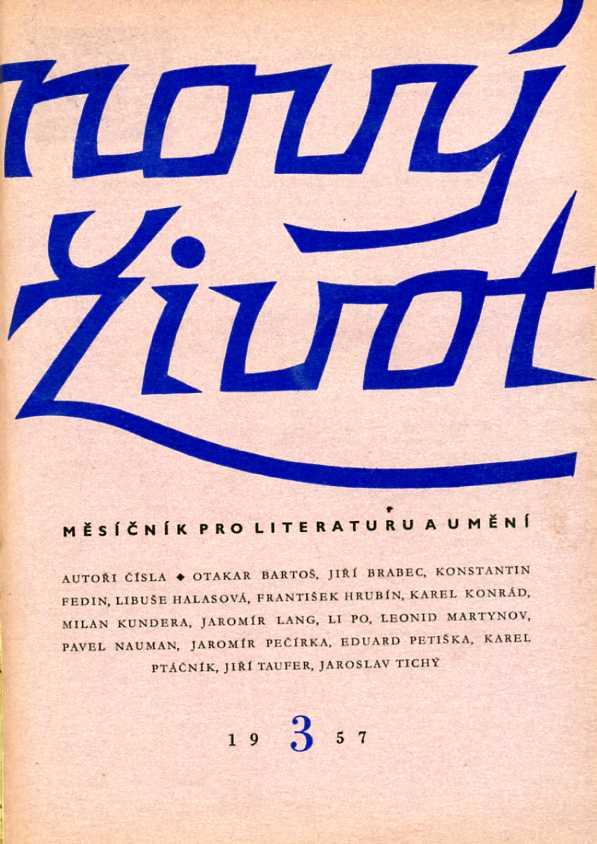 nový
život
MĚSÍČNÍK PRO LITERATURU A UMĚNÍ
AUTOŘI ČÍSLA ◆ OTAKAR BARTOŠ, JIŘÍ BRABEC, KONSTANTIN
FEDIN, LIBUŠE HALASOVÁ, FRANTIŠEK HRUBÍN, KAREL KONRÁD,
MILAN KUNDERA, JAROMÍR LANG, LI PO, LEONID MARTYNOV,
PAVEL NAUMAN, JAROMÍR PEČÍRKA, EDUARD PETIŠKA, KAREL
PTÁČNÍK, JIŘÍ TAUFER, JAROSLAV TICHÝ
19 3 57